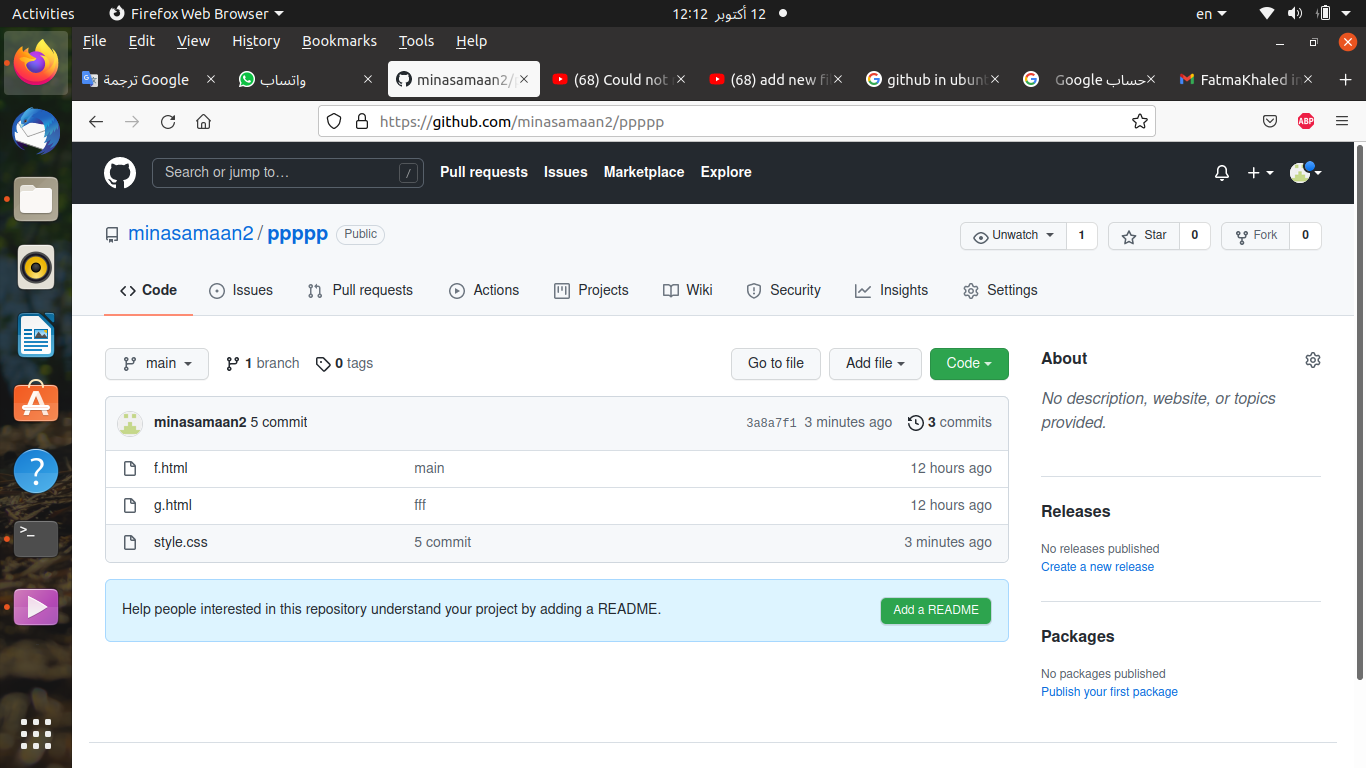 Activities Firefox Web Browser 12:12 12 أكتوبر en
File Edit View History Bookmarks Tools Help
ترجمة Google واتساب minasamaan2/p (68) Could not (68) add new fi github in ubunt حساب Google FatmaKhaled in
https://github.com/minasamaan2/ppppp ABP
Search or jump to… / Pull requests Issues Marketplace Explore
minasamaan2 / ppppp Public Unwatch 1 Star 0 Fork 0
Code Issues Pull requests Actions Projects Wiki Security Insights Settings
main 1 branch 0 tags Go to file Add file Code
minasamaan2 5 commit 3a8a7f1 3 minutes ago 3 commits
f.html main 12 hours ago
g.html fff 12 hours ago
style.css 5 commit 3 minutes ago
Help people interested in this repository understand your project by adding a README. Add a README
About
No description, website, or topics
provided.
Releases
No releases published
Create a new release
Packages
No packages published
Publish your first package